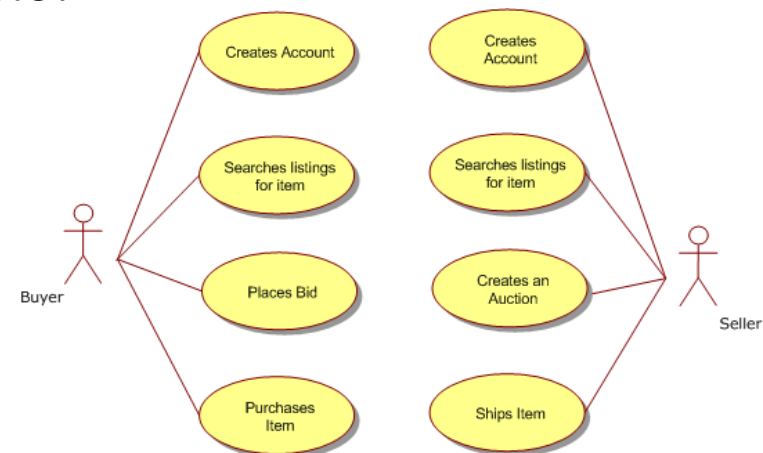 Creates Account
Creates
Account
Searches listings
for item
Searches listings
for item
Buyer
Places Bid
Creates an
Auction
Seller
Purchases
Item
Ships Item